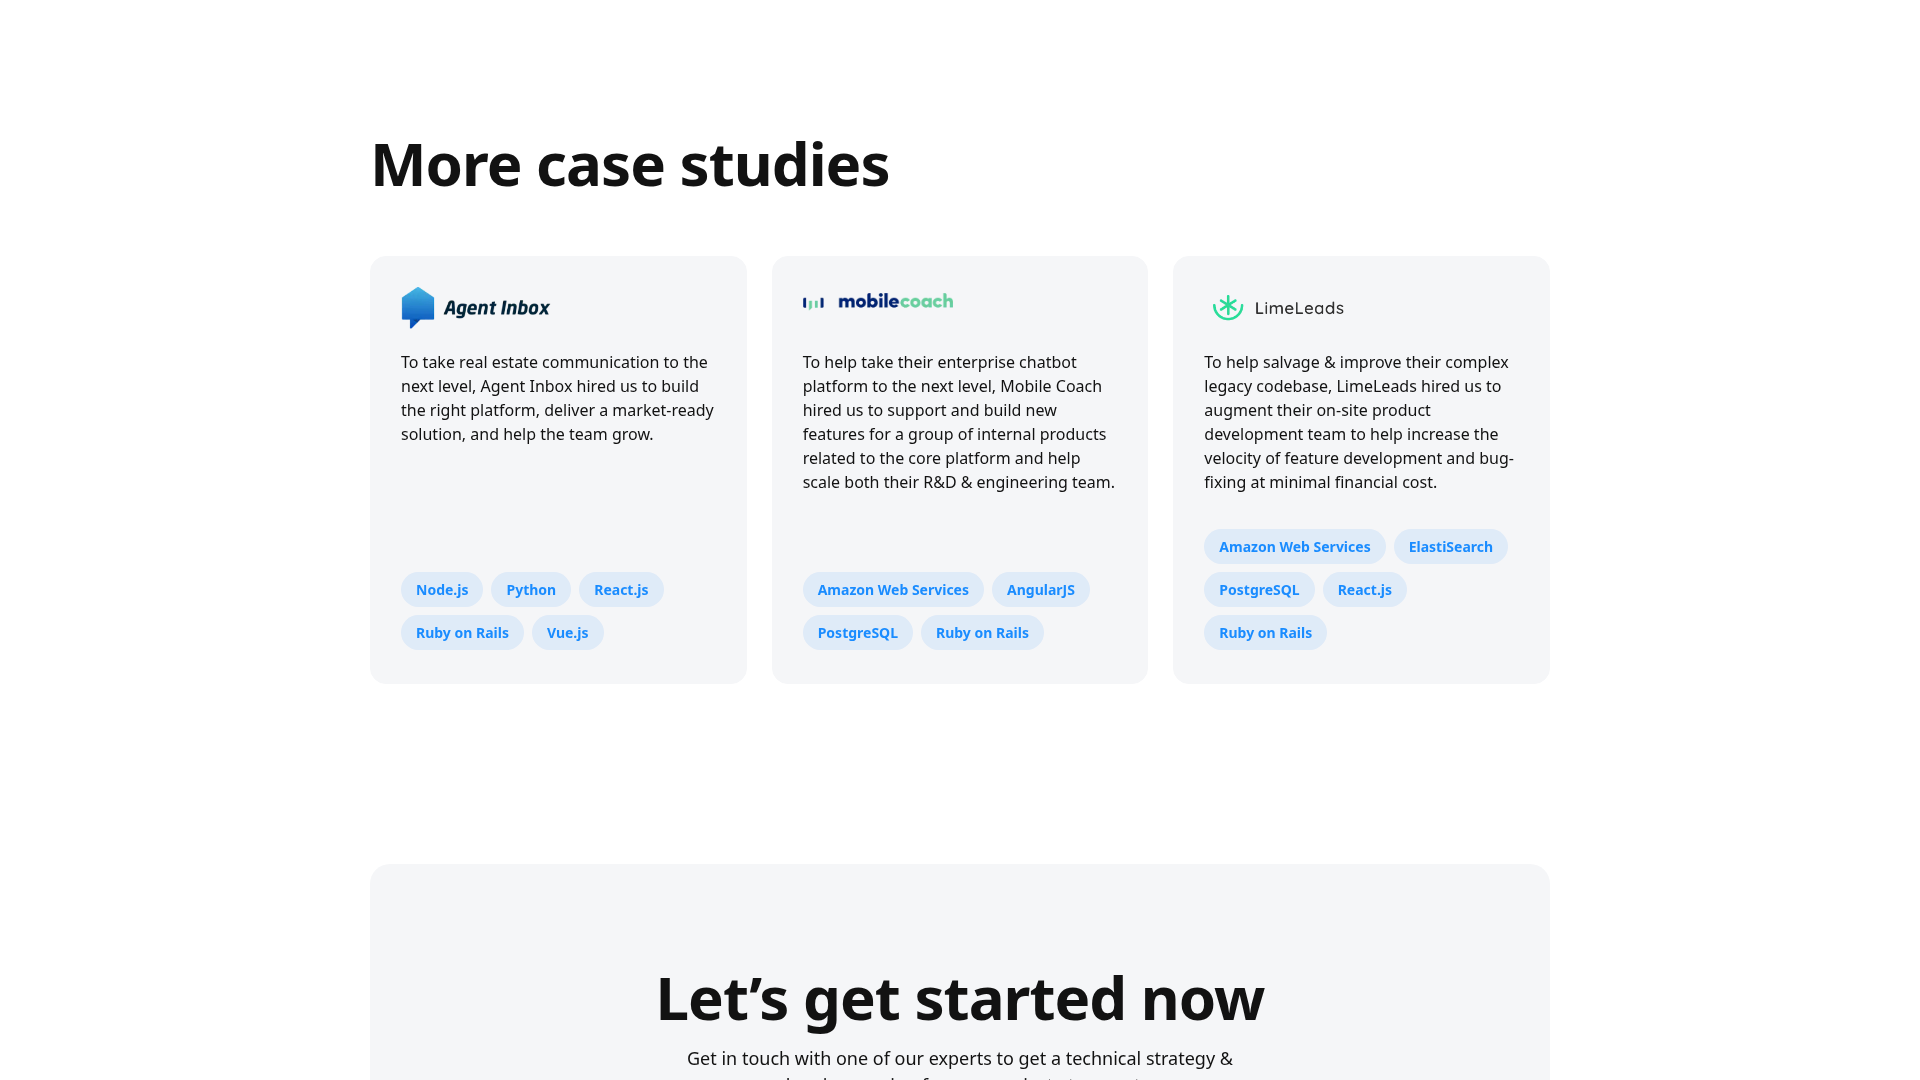 More case studies
Agent Inbox
To take real estate communication to the
next level, Agent Inbox hired us to build
the right platform, deliver a market-ready
solution, and help the team grow.
Node.js
Python
React.js
Ruby on Rails
Vue.js
mobilecoach
To help take their enterprise chatbot
platform to the next level, Mobile Coach
hired us to support and build new
features for a group of internal products
related to the core platform and help
scale both their R&D & engineering team.
Amazon Web Services
AngularJS
PostgreSQL
Ruby on Rails
LimeLeads
To help salvage & improve their complex
legacy codebase, LimeLeads hired us to
augment their on-site product
development team to help increase the
velocity of feature development and bug-
fixing at minimal financial cost.
Amazon Web Services
ElastiSearch
PostgreSQL
React.js
Ruby on Rails
Let’s get started now
Get in touch with one of our experts to get a technical strategy &